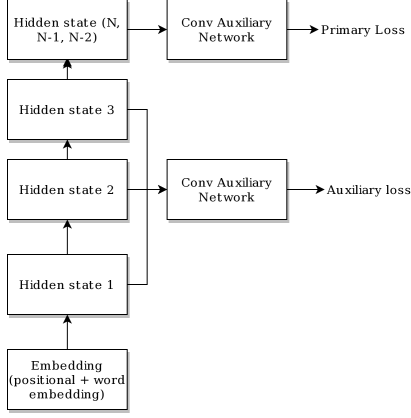 Hidden state (N,
N-1, N-2)
Conv Auxiliary
Network
Primary Loss
Hidden state 3
Hidden state 2
Conv Auxiliary
Network
Auxiliary loss
Hidden state 1
Embedding
(positional + word
embedding)